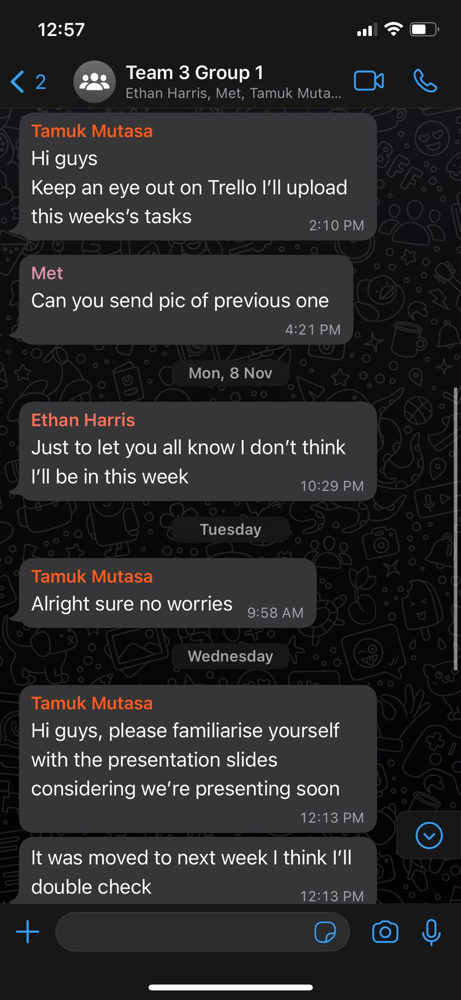 12:57
2
Team 3 Group 1
Ethan Harris, Met, Tamuk Muta...
Tamuk Mutasa
Hi guys
Keep an eye out on Trello I’ll upload
this weeks’s tasks
2:10 PM
Met
Can you send pic of previous one
4:21 PM
Mon, 8 Nov
Ethan Harris
Just to let you all know I don’t think
I’ll be in this week
10:29 PM
Tuesday
Tamuk Mutasa
Alright sure no worries
9:58 AM
Wednesday
Tamuk Mutasa
Hi guys, please familiarise yourself
with the presentation slides
considering we’re presenting soon
12:13 PM
It was moved to next week I think I’ll
double check
12:13 PM
BFF